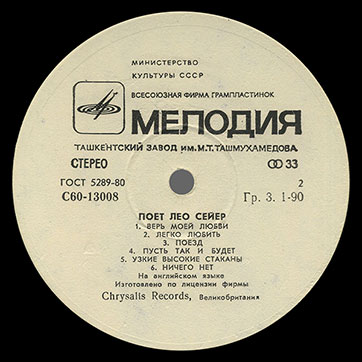 МИНИСТЕРСТВО
КУЛЬТУРЫ СССР
ВСЕСОЮЗНАЯ ФИРМА ГРАМПЛАСТИНОК
МЕЛОДИЯ
ТАШКЕНТСКИЙ ЗАВОД им. М.Т. ТАШМУХАМЕДОВА
СТЕРЕО
33
ГОСТ 5289-80
2
С60-13008
Гр. 3. 1-90
ПОЕТ ЛЕО СЕЙЕР
1. ВЕРЬ МОЕЙ ЛЮБВИ
2. ЛЕГКО ЛЮБИТЬ
3. ПОЕЗД
4. ПУСТЬ ТАК И БУДЕТ
5. УЗКИЕ ВЫСОКИЕ СТАКАНЫ
6. НИЧЕГО НЕТ
На английском языке
Изготовлено по лицензии фирмы
Chrysalis Records, Великобритания